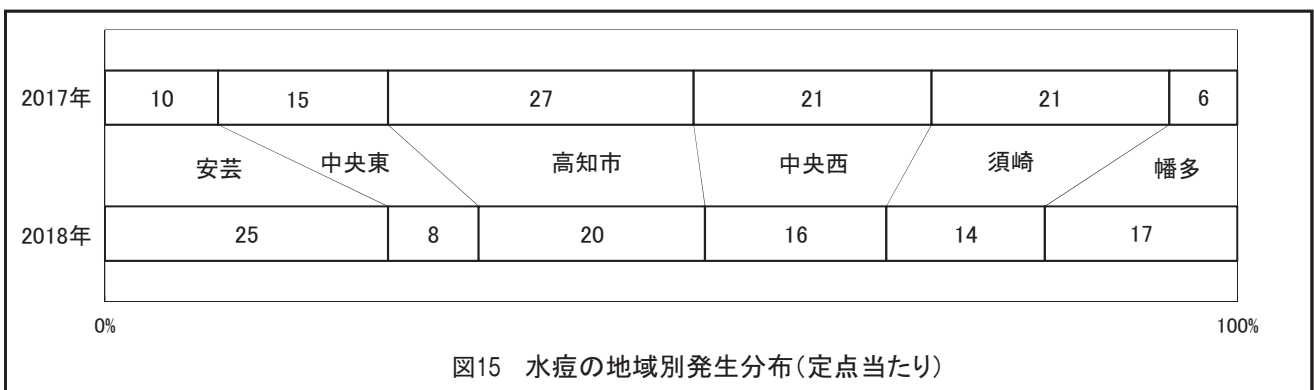 2017年 10 15 27 21 21 6
安芸 中央東 高知市 中央西 須崎 幡多
2018年 25 8 20 16 14 17
0% 100%
図15 水痘の地域別発生分布(定点当たり)